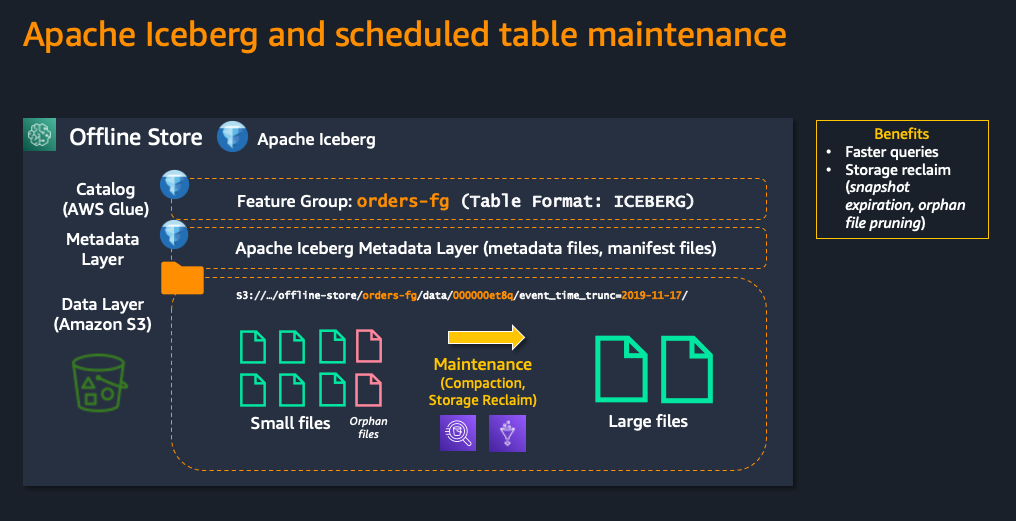 Apache Iceberg and scheduled table maintenance
Offline Store
Apache Iceberg
Catalog
(AWS Glue)
Feature Group: orders-fg (Table Format: ICEBERG)
Metadata
Layer
Apache Iceberg Metadata Layer (metadata files, manifest files)
Data Layer
(Amazon S3)
S3://…/offline-store/orders-fg/data/000000et8q/event_time_trunc=2019-11-17/
Small files
Orphan
files
Maintenance
(Compaction,
Storage Reclaim)
Large files
Benefits
• Faster queries
• Storage reclaim
(snapshot
expiration, orphan
file pruning)